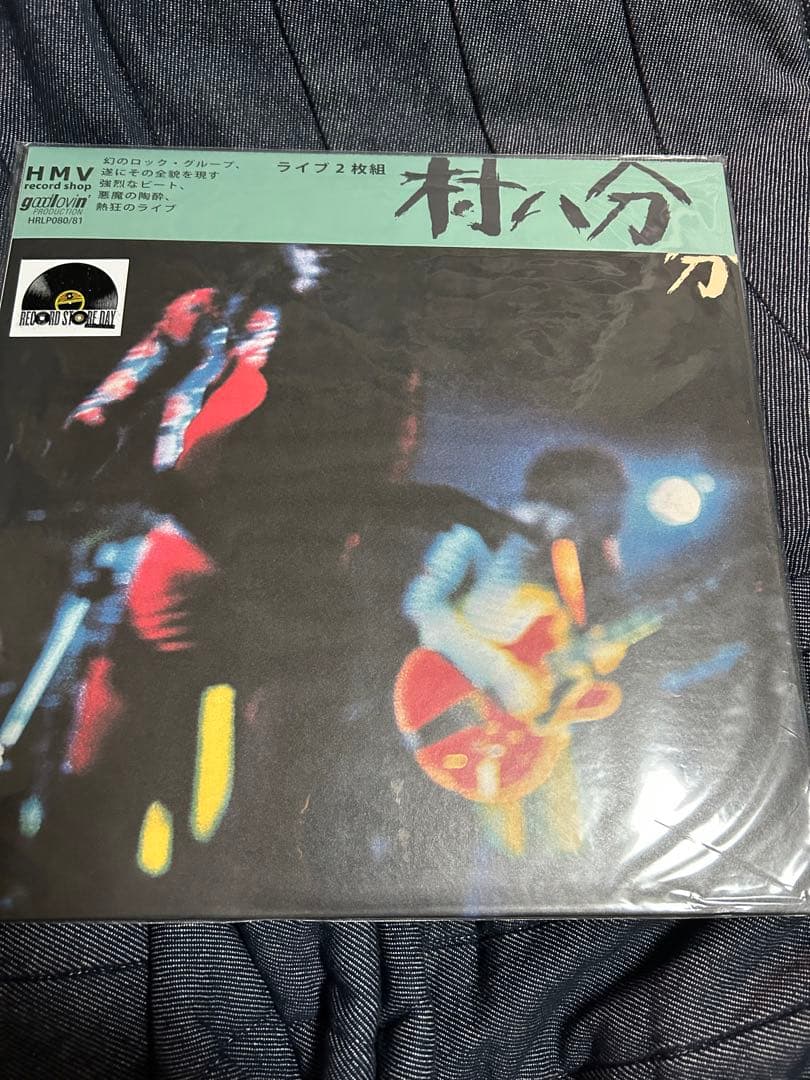 HMV
record shop
goodlovin'
PRODUCTION
HRLP080/81
幻のロック・グループ、
遂にその全貌を現す
強烈なビート、
悪魔の陶酔、
熱狂のライブ
ライブ2枚組
村八分
分
RECORD STORE DAY